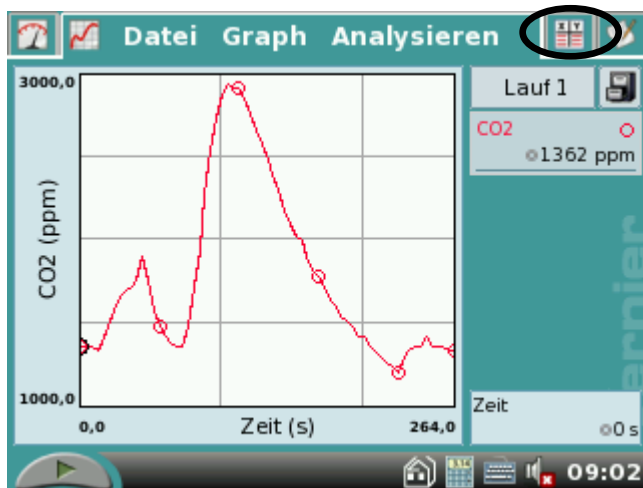 Datei Graph Analysieren
X Y
3000,0
CO2 (ppm)
1000,0
0,0
Zeit (s)
264,0
Lauf 1
CO2
1362 ppm
ernier
Zeit
0 s
09:02